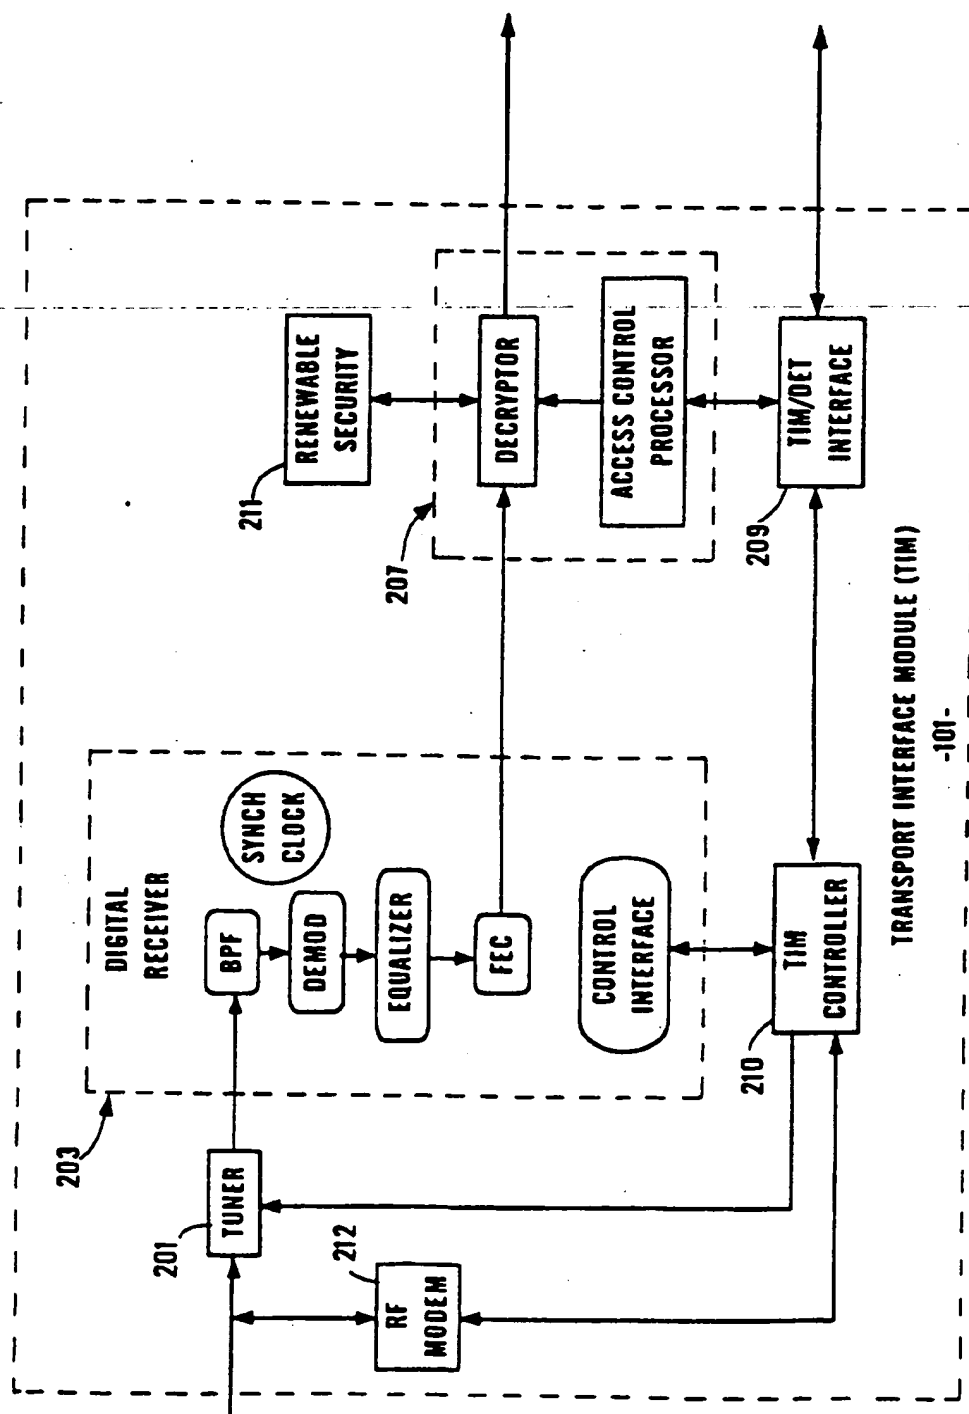 DIGITAL
RECEIVER
203
201
TUNER
BPF
DEMOD
EQUALIZER
FEC
SYNCH
CLOCK
CONTROL
INTERFACE
212
RF
MODEM
210
TIM
CONTROLLER
211
RENEWABLE
SECURITY
207
DECRYPTOR
ACCESS CONTROL
PROCESSOR
209
TIM/DET
INTERFACE
TRANSPORT INTERFACE MODULE (TIM)
-101-